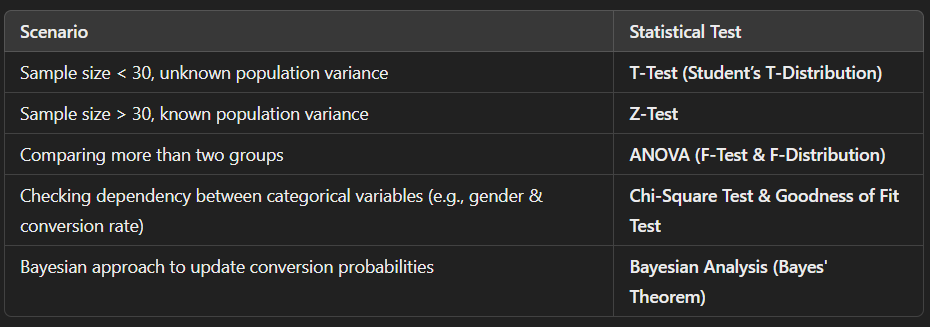 Scenario Statistical Test
Sample size < 30, unknown population variance T-Test (Student’s T-Distribution)
Sample size > 30, known population variance Z-Test
Comparing more than two groups ANOVA (F-Test & F-Distribution)
Checking dependency between categorical variables (e.g., gender & Chi-Square Test & Goodness of Fit
conversion rate) Test
Bayesian approach to update conversion probabilities Bayesian Analysis (Bayes'
Theorem)